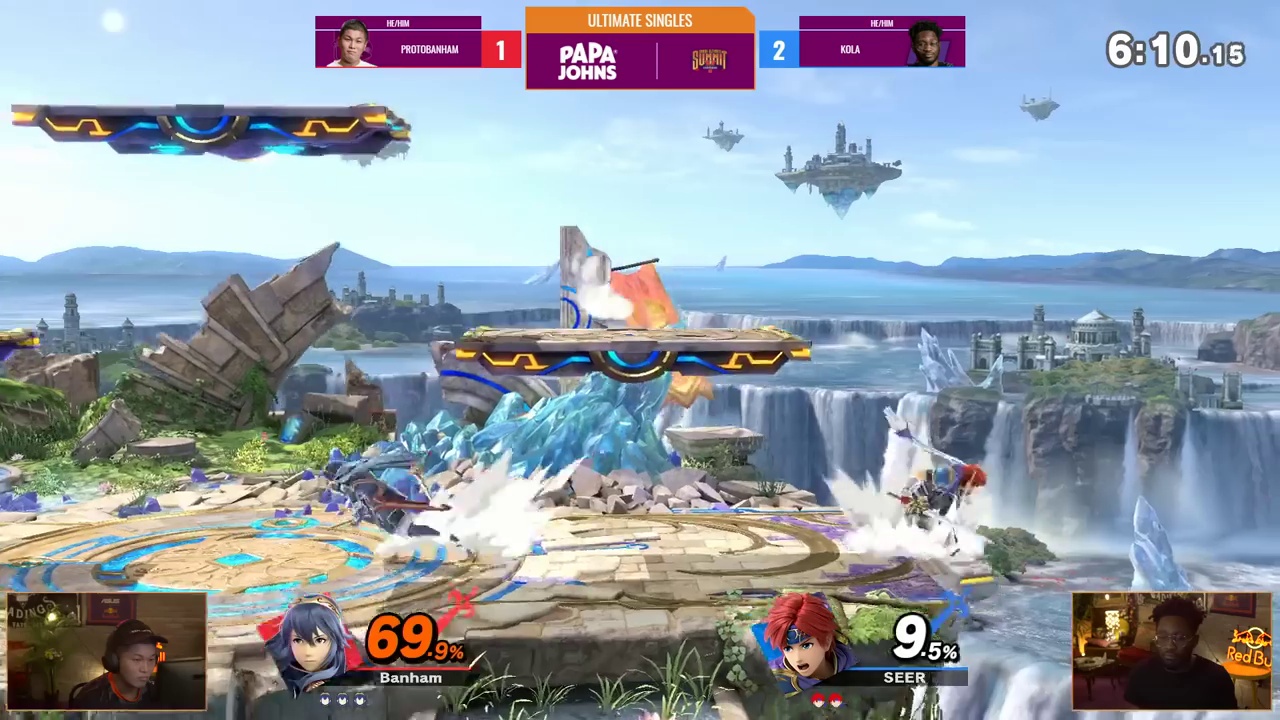 HE/HIM
PROTOBANHAM
1
ULTIMATE SINGLES
PAPA JOHNS
SUMMIT
2
HE/HIM
KOLA
6:10.15
69.9%
Banham
9.5%
SEER
ASUS
Red Bu